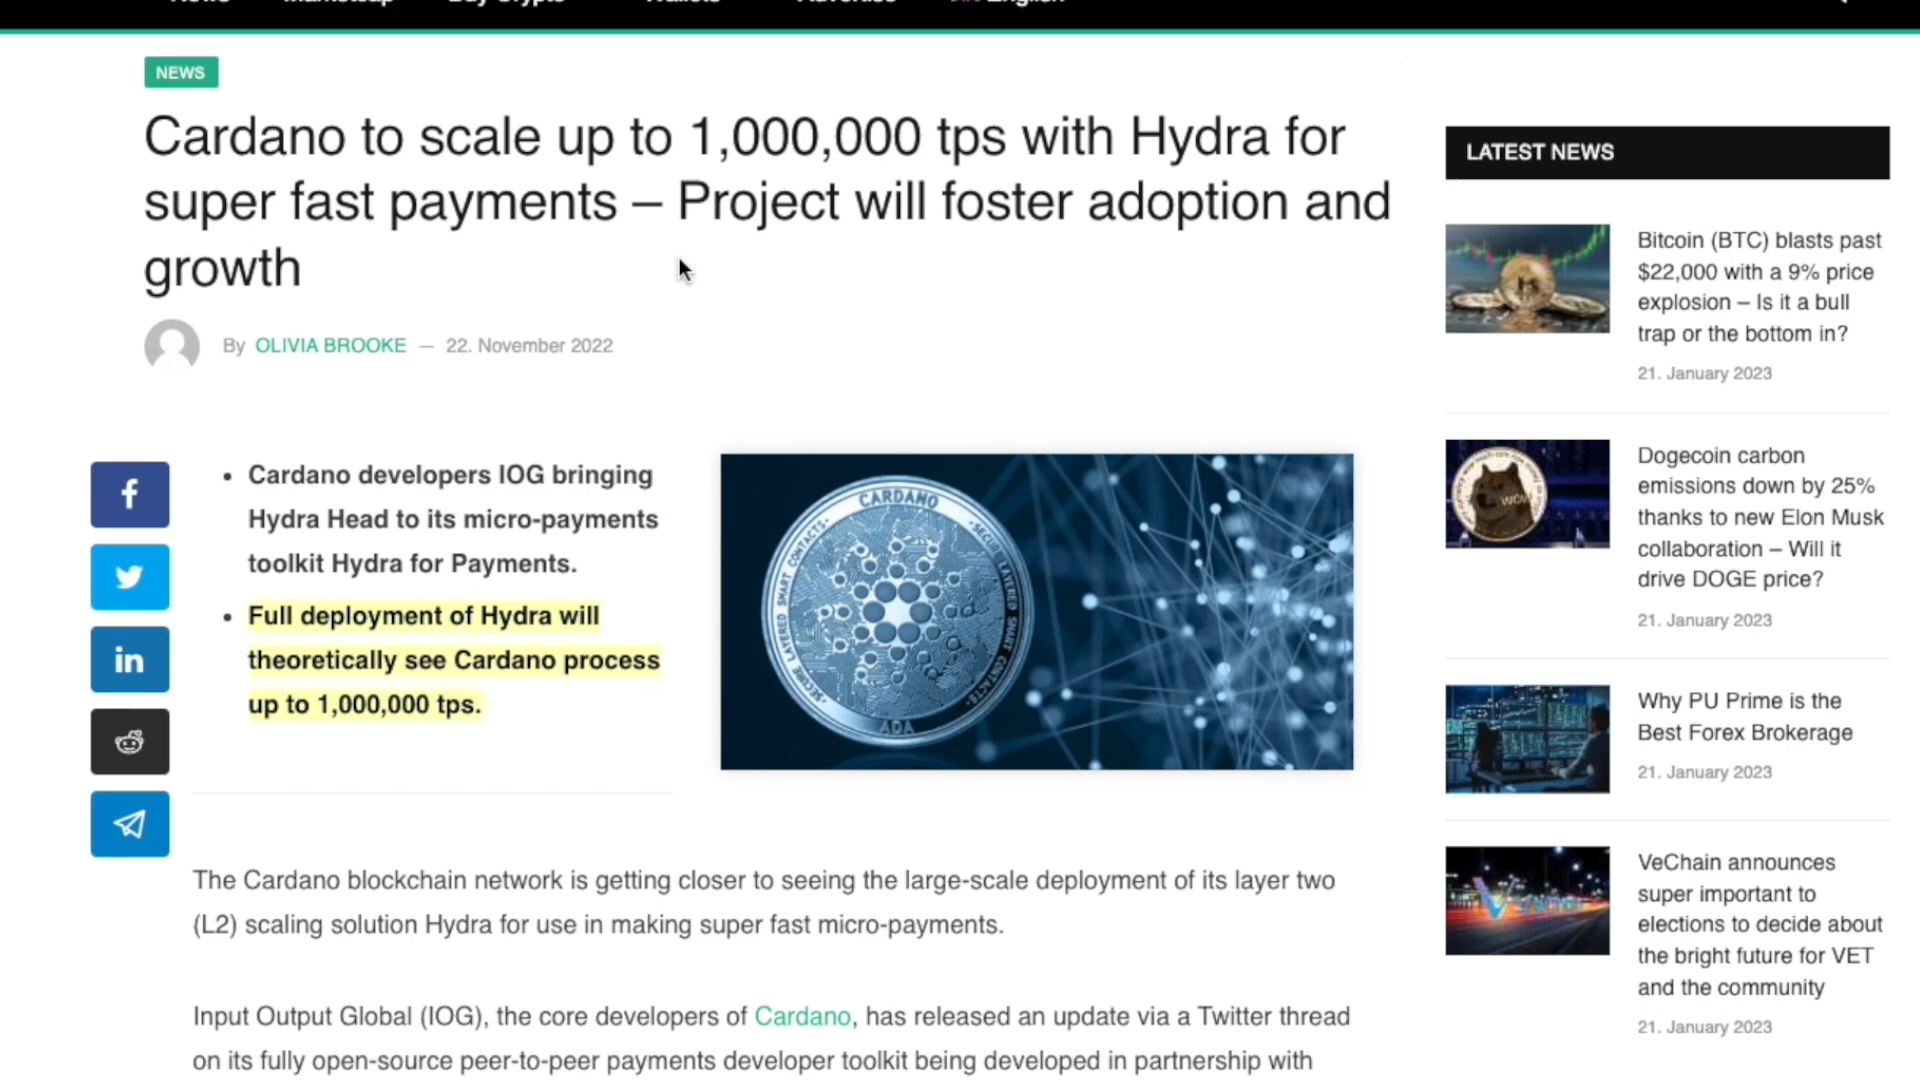 NEWS
Cardano to scale up to 1,000,000 tps with Hydra for
super fast payments – Project will foster adoption and
growth
By OLIVIA BROOKE — 22. November 2022
• Cardano developers IOG bringing
Hydra Head to its micro-payments
toolkit Hydra for Payments.
• Full deployment of Hydra will
theoretically see Cardano process
up to 1,000,000 tps.
CARDANO
ADA
The Cardano blockchain network is getting closer to seeing the large-scale deployment of its layer two
(L2) scaling solution Hydra for use in making super fast micro-payments.
Input Output Global (IOG), the core developers of Cardano, has released an update via a Twitter thread
on its fully open-source peer-to-peer payments developer toolkit being developed in partnership with
LATEST NEWS
Bitcoin (BTC) blasts past
$22,000 with a 9% price
explosion – Is it a bull
trap or the bottom in?
21. January 2023
Dogecoin carbon
emissions down by 25%
thanks to new Elon Musk
collaboration – Will it
drive DOGE price?
21. January 2023
Why PU Prime is the
Best Forex Brokerage
21. January 2023
VeChain announces
super important to
elections to decide about
the bright future for VET
and the community
21. January 2023